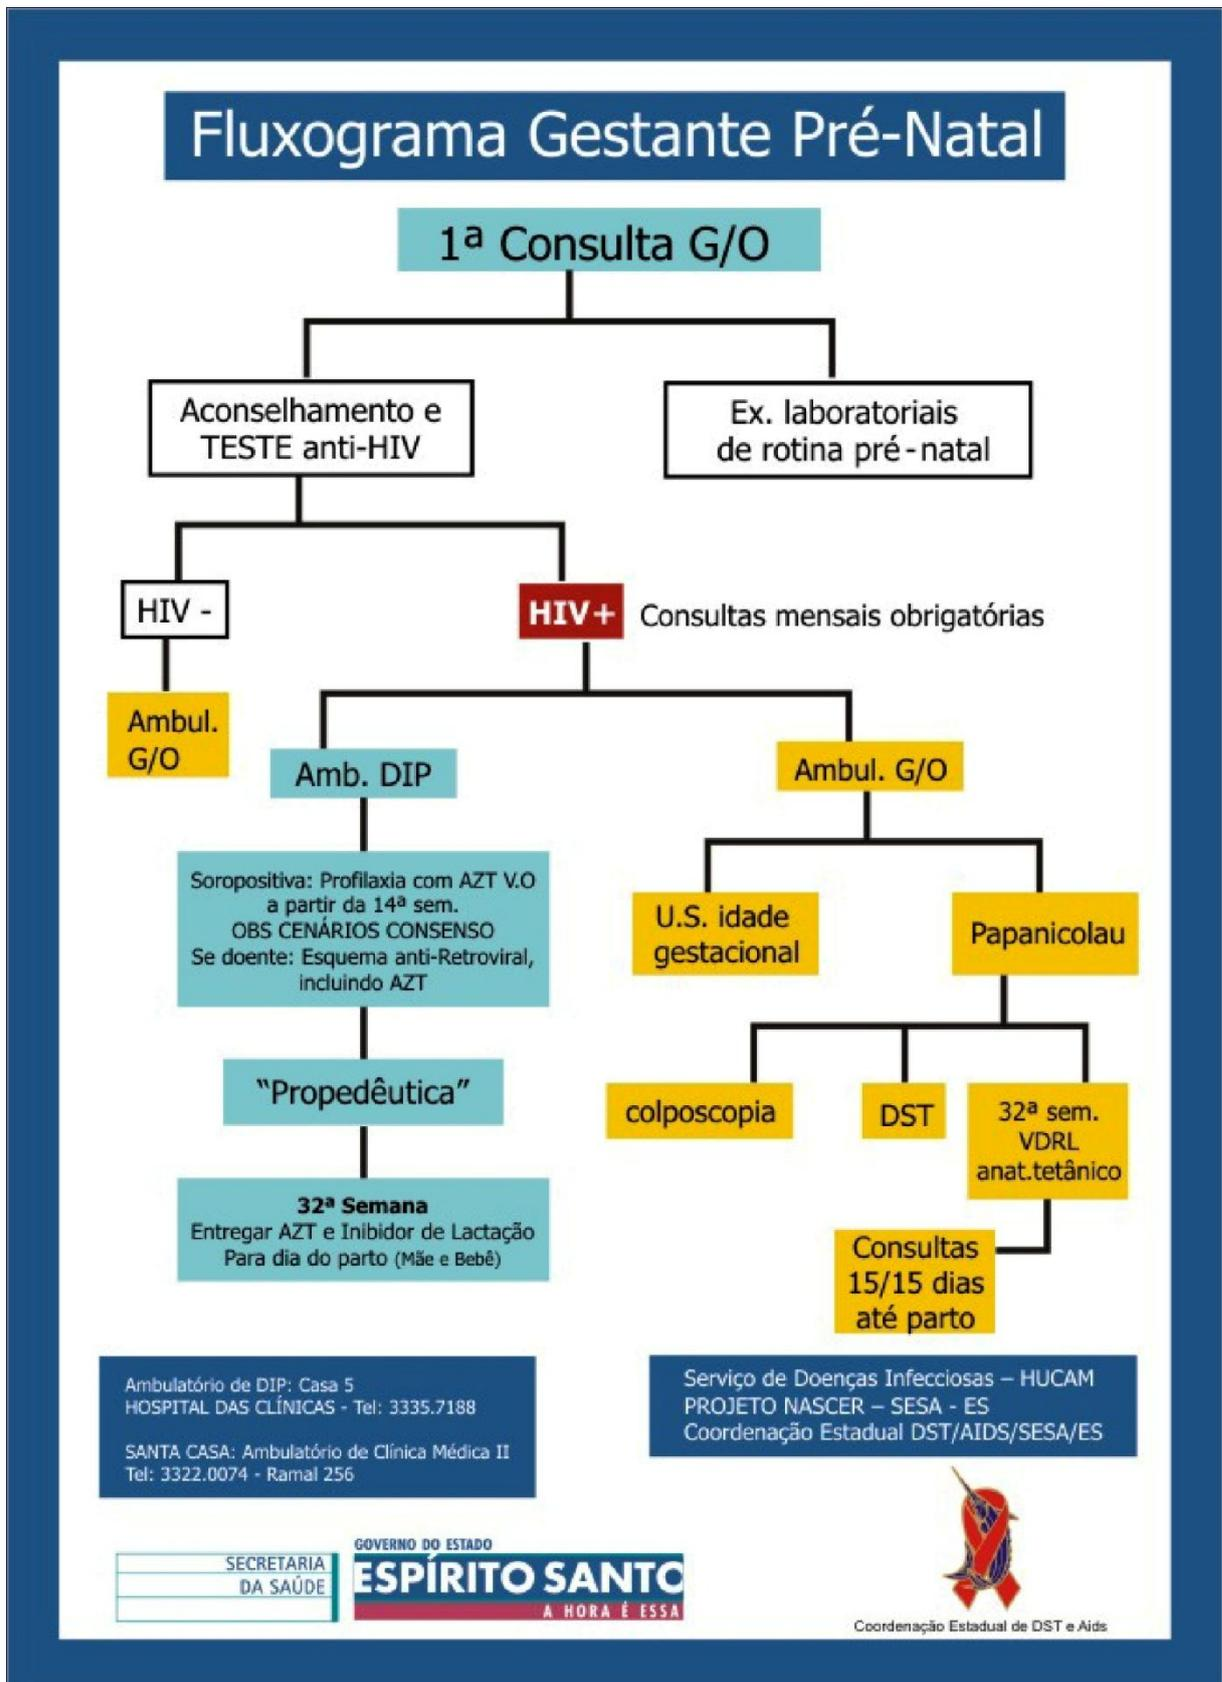 Fluxograma Gestante Pré-Natal
1ª Consulta G/O
Aconselhamento e
TESTE anti-HIV
Ex. laboratoriais
de rotina pré-natal
HIV -
HIV+
Consultas mensais obrigatórias
Ambul.
G/O
Amb. DIP
Ambul. G/O
Soropositiva: Profilaxia com AZT V.O
a partir da 14ª sem.
OBS CENÁRIOS CONSENSO
Se doente: Esquema anti-Retroviral,
incluindo AZT
U.S. idade
gestacional
Papanicolau
"Propedêutica"
colposcopia
DST
32ª sem.
VDRL
anat.tetânico
32ª Semana
Entregar AZT e Inibidor de Lactação
Para dia do parto (Mãe e Bebê)
Consultas
15/15 dias
até parto
Ambulatório de DIP: Casa 5
HOSPITAL DAS CLÍNICAS - Tel: 3335.7188
SANTA CASA: Ambulatório de Clínica Médica II
Tel: 3322.0074 - Ramal 256
Serviço de Doenças Infecciosas – HUCAM
PROJETO NASCER – SESA - ES
Coordenação Estadual DST/AIDS/SESA/ES
SECRETARIA
DA SAÚDE
GOVERNO DO ESTADO
ESPÍRITO SANTO
A HORA É ESSA
Coordenação Estadual de DST e Aids